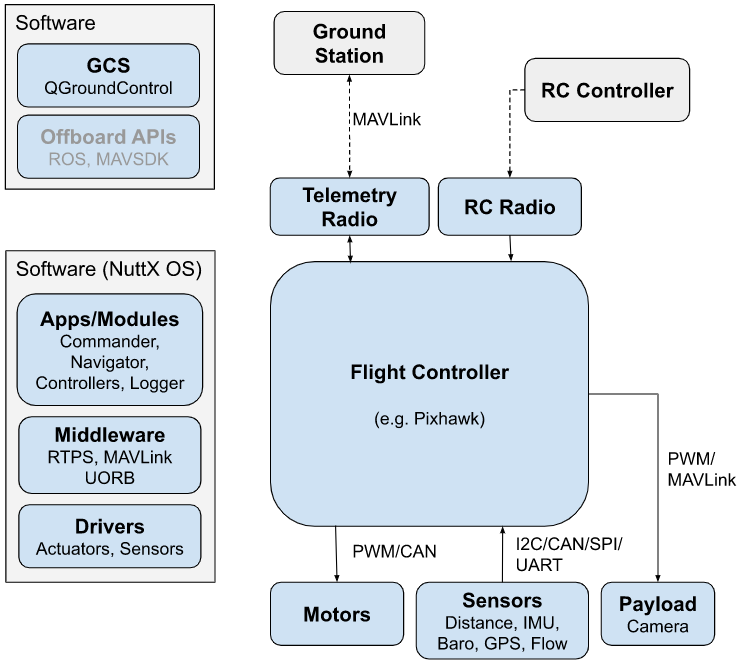 Software
GCS
QGroundControl
Offboard APIs
ROS, MAVSDK
Software (NuttX OS)
Apps/Modules
Commander,
Navigator,
Controllers, Logger
Middleware
RTPS, MAVLink
UORB
Drivers
Actuators, Sensors
Ground
Station
RC Controller
MAVLink
Telemetry
Radio
RC Radio
Flight Controller
(e.g. Pixhawk)
PWM/
MAVLink
PWM/CAN
I2C/CAN/SPI/
UART
Motors
Sensors
Distance, IMU,
Baro, GPS, Flow
Payload
Camera